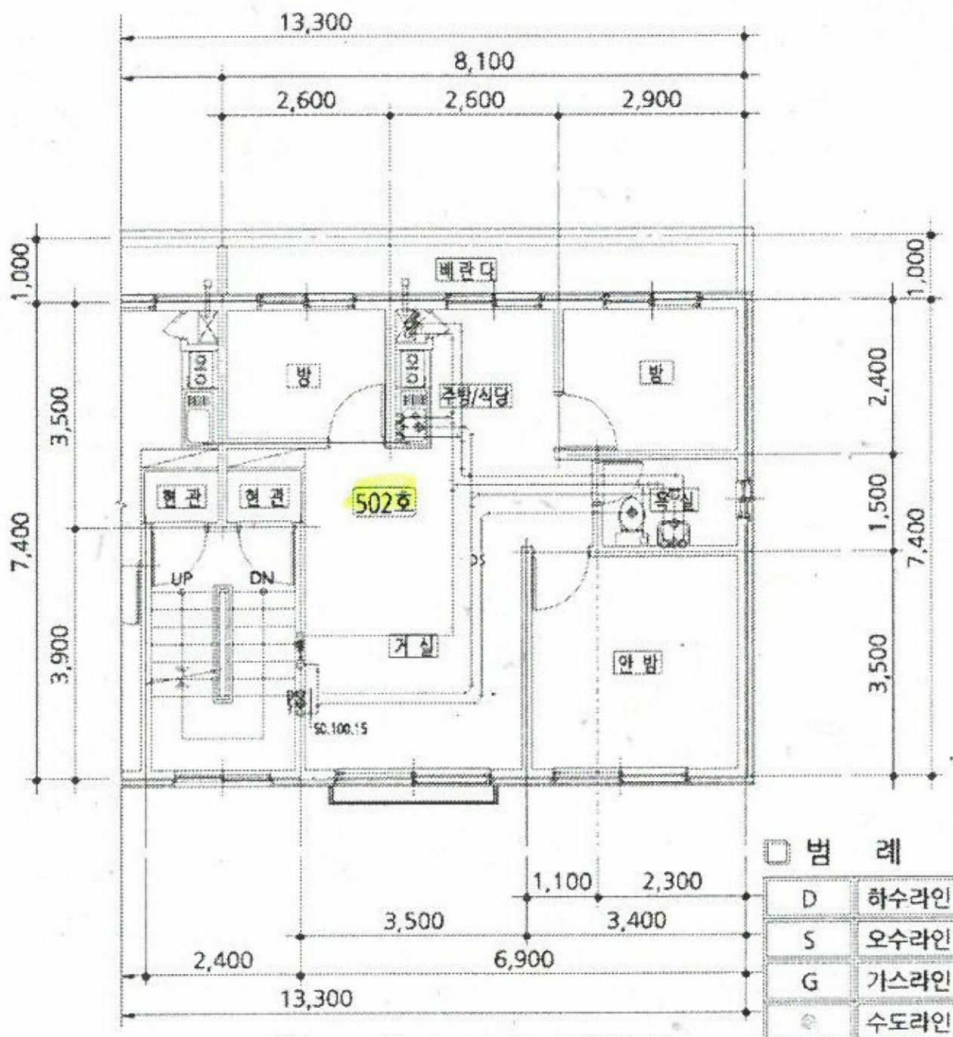 13,300
8,100
2,600 2,600 2,900
1,000 1,000
베란다
방 방
주방/식당
3,500 2,400
현관 현관 502호 욕실
1,500
7,400 7,400
UP DN
DS
거실 안방
3,900 3,500
50.100.15
1,100 2,300
3,500 3,400
2,400 6,900
13,300
범 례
D 하수라인
S 오수라인
G 가스라인
수도라인